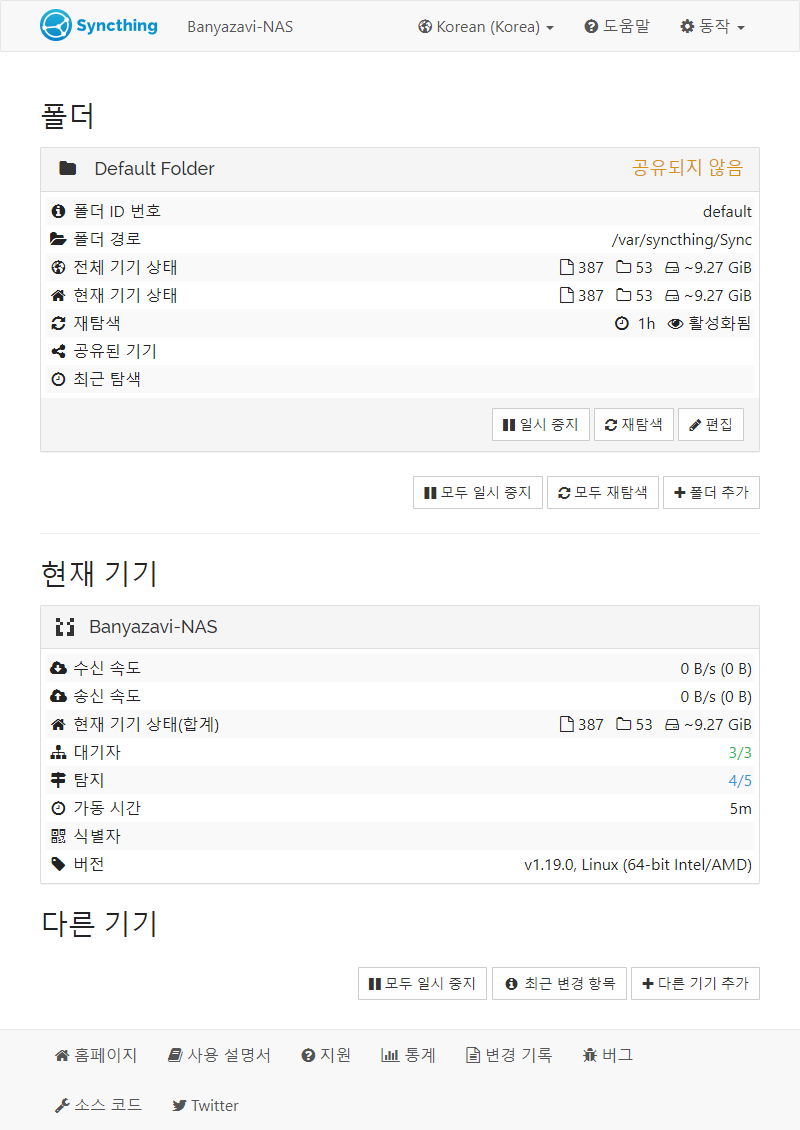 Syncthing Banyazavi-NAS Korean (Korea) 도움말 동작
폴더
Default Folder 공유되지 않음
폴더 ID 번호 default
폴더 경로 /var/syncthing/Sync
전체 기기 상태 387 53 ~9.27 GiB
현재 기기 상태 387 53 ~9.27 GiB
재탐색 1h 활성화됨
공유된 기기
최근 탐색
일시 중지 재탐색 편집
모두 일시 중지 모두 재탐색 폴더 추가
현재 기기
Banyazavi-NAS
수신 속도 0 B/s (0 B)
송신 속도 0 B/s (0 B)
현재 기기 상태(합계) 387 53 ~9.27 GiB
대기자 3/3
탐지 4/5
가동 시간 5m
식별자
버전 v1.19.0, Linux (64-bit Intel/AMD)
다른 기기
모두 일시 중지 최근 변경 항목 다른 기기 추가
홈페이지 사용 설명서 지원 통계 변경 기록 버그
소스 코드 Twitter